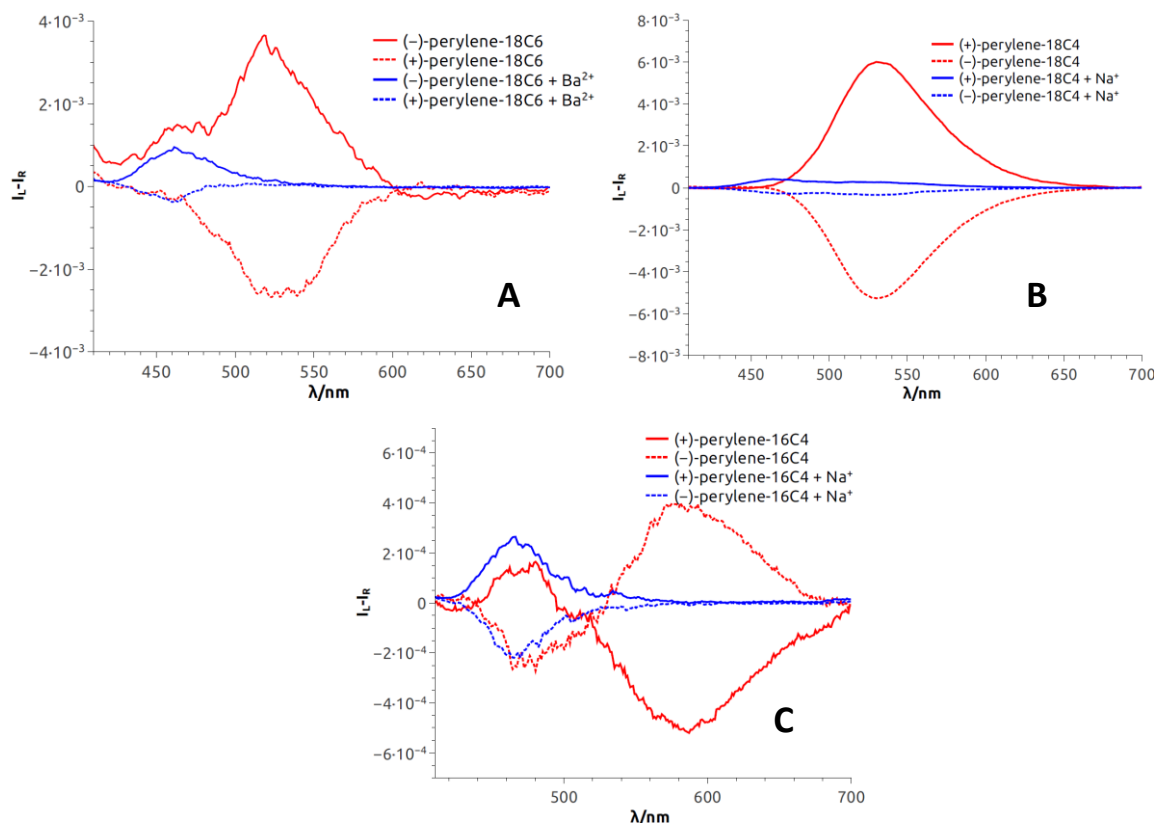 4·10⁻³
2·10⁻³
0
−2·10⁻³
−4·10⁻³
I_L-I_R
450 500 550 600 650 700
λ/nm
(−)-perylene-18C6
(+)-perylene-18C6
(−)-perylene-18C6 + Ba²⁺
(+)-perylene-18C6 + Ba²⁺
A
8·10⁻³
6·10⁻³
4·10⁻³
2·10⁻³
0
−2·10⁻³
−4·10⁻³
−6·10⁻³
−8·10⁻³
I_L-I_R
450 500 550 600 650 700
λ/nm
(+)-perylene-18C4
(−)-perylene-18C4
(+)-perylene-18C4 + Na⁺
(−)-perylene-18C4 + Na⁺
B
6·10⁻⁴
4·10⁻⁴
2·10⁻⁴
0
−2·10⁻⁴
−4·10⁻⁴
−6·10⁻⁴
I_L-I_R
500 600 700
λ/nm
(+)-perylene-16C4
(−)-perylene-16C4
(+)-perylene-16C4 + Na⁺
(−)-perylene-16C4 + Na⁺
C